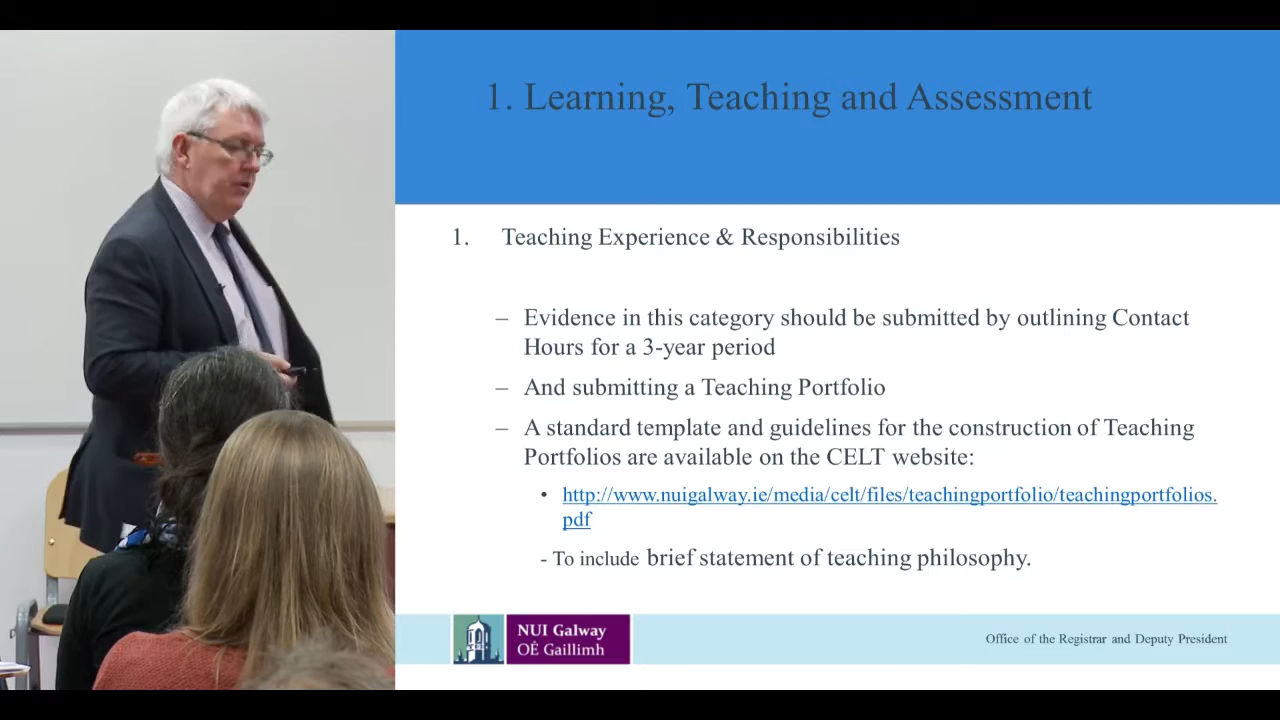 1. Learning, Teaching and Assessment
1. Teaching Experience & Responsibilities
– Evidence in this category should be submitted by outlining Contact
Hours for a 3-year period
– And submitting a Teaching Portfolio
– A standard template and guidelines for the construction of Teaching
Portfolios are available on the CELT website:
• http://www.nuigalway.ie/media/celt/files/teachingportfolio/teachingportfolios.
pdf
- To include brief statement of teaching philosophy.
NUI Galway
OÉ Gaillimh
Office of the Registrar and Deputy President